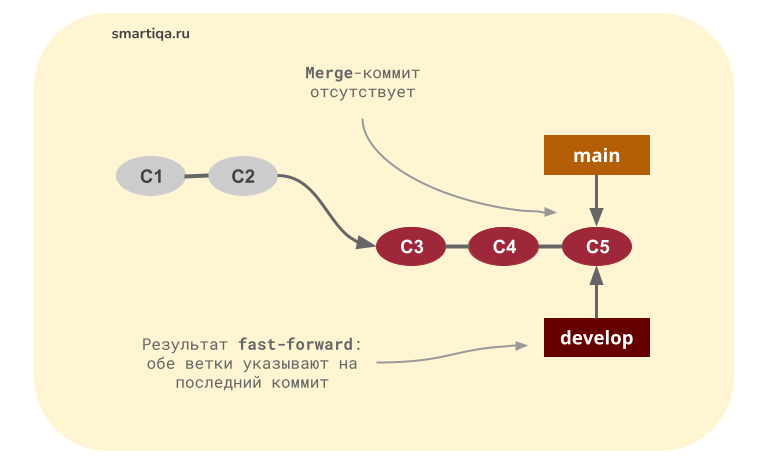 smartiqa.ru
Merge-коммит
отсутствует
main
C1
C2
C3
C4
C5
develop
Результат fast-forward:
обе ветки указывают на
последний коммит